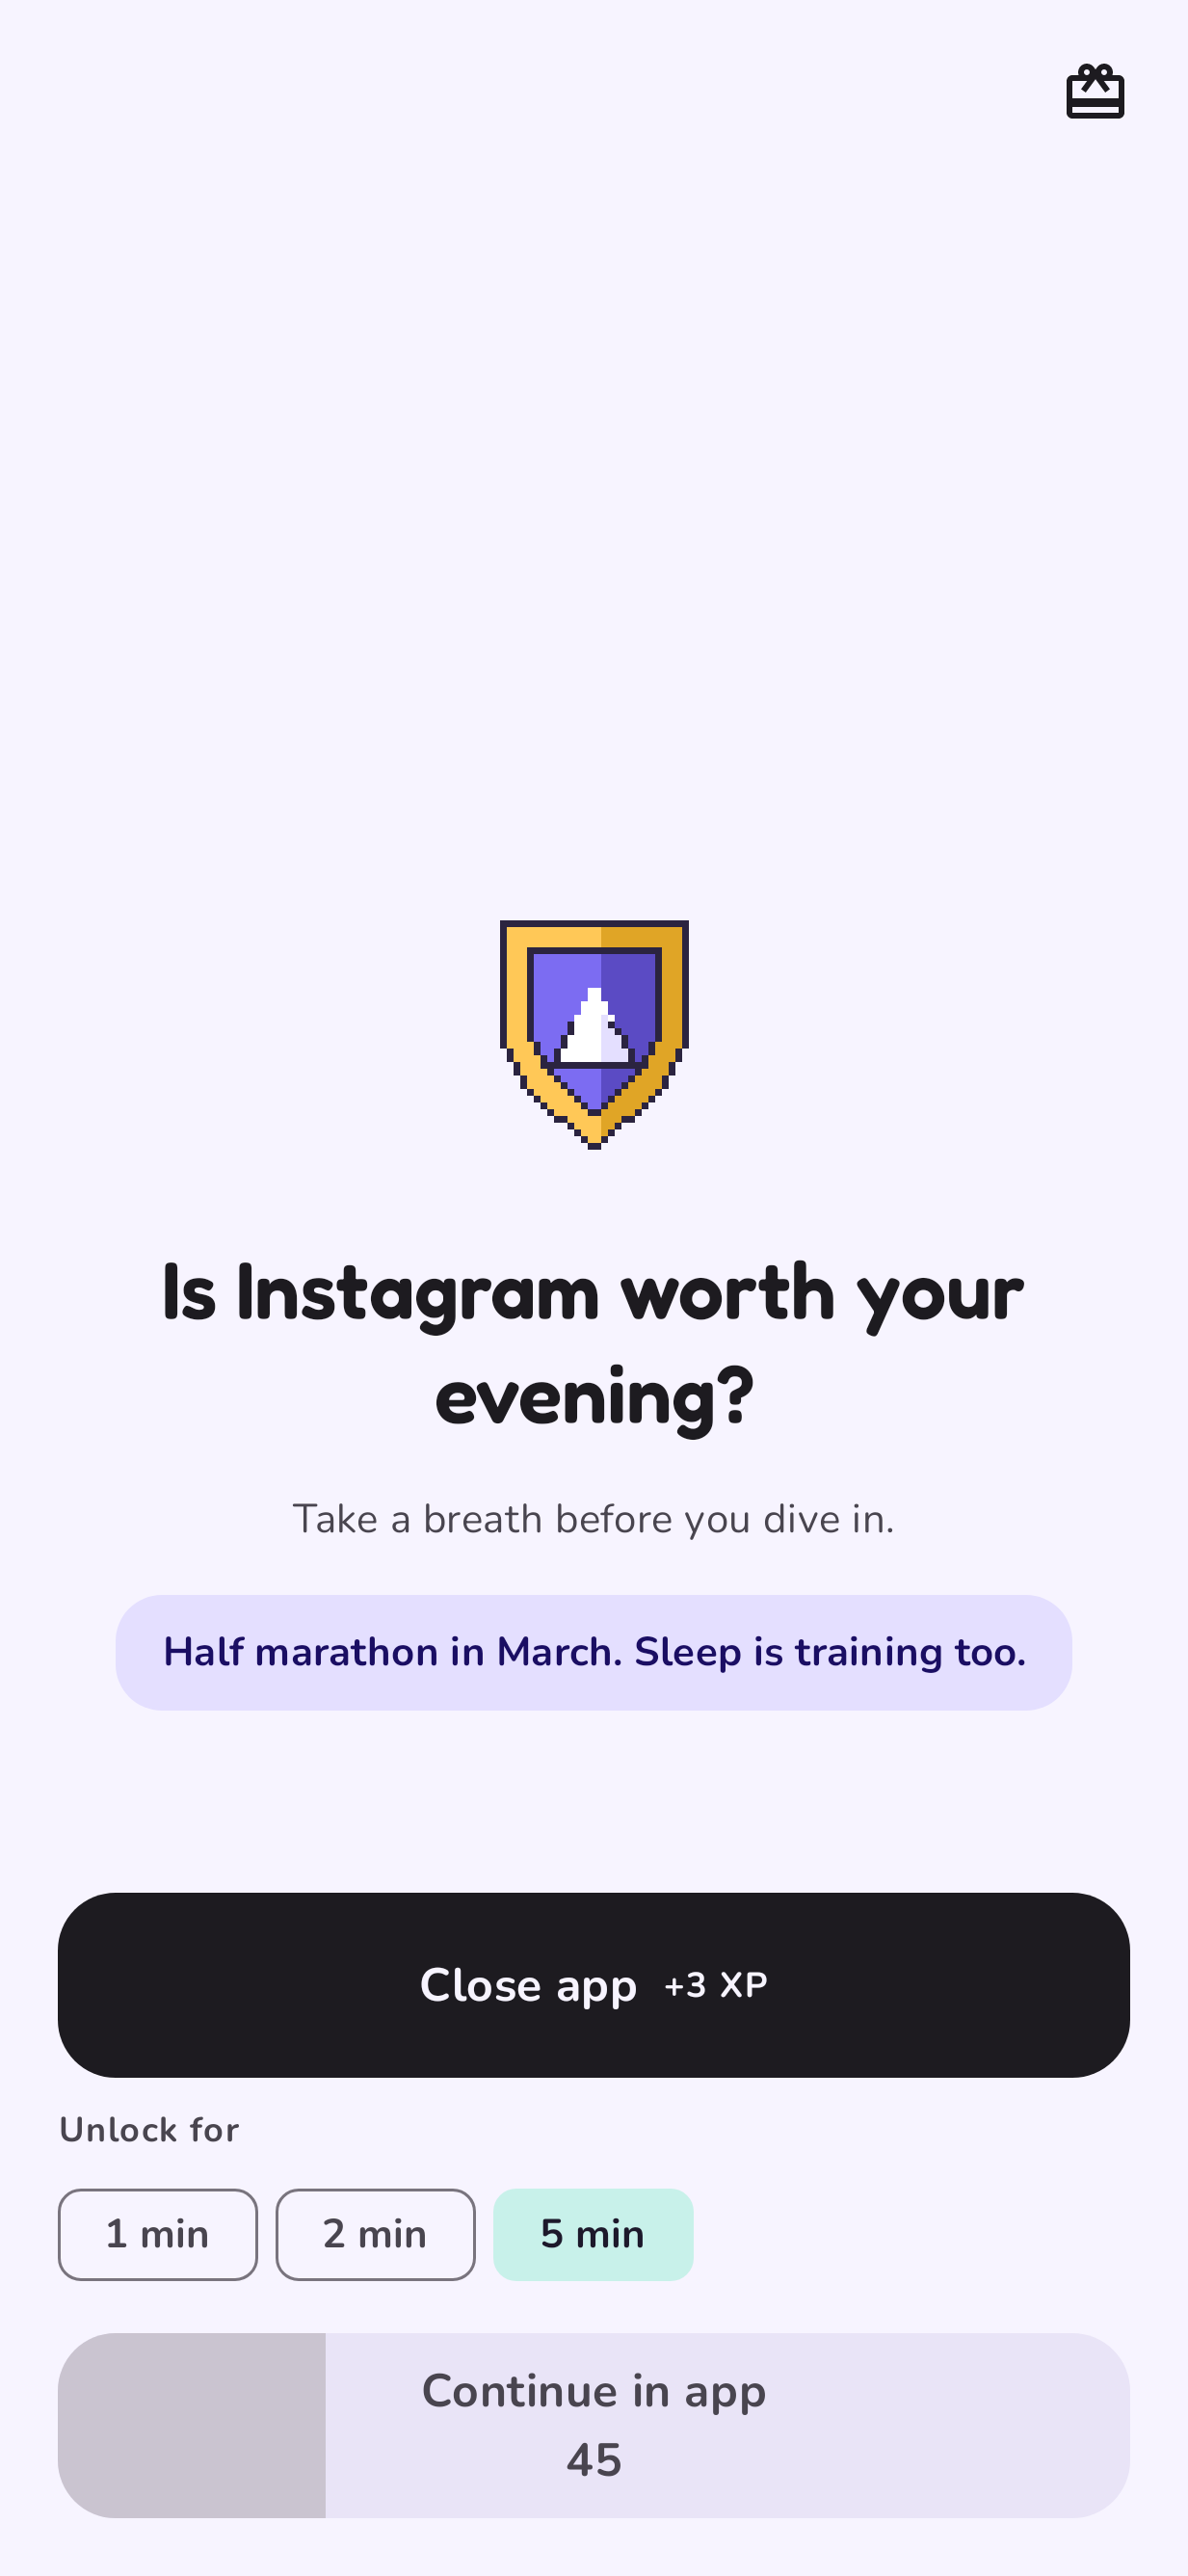 Is Instagram worth your
evening?
Take a breath before you dive in.
Half marathon in March. Sleep is training too.
Close app +3 XP
Unlock for
1 min 2 min 5 min
Continue in app
45